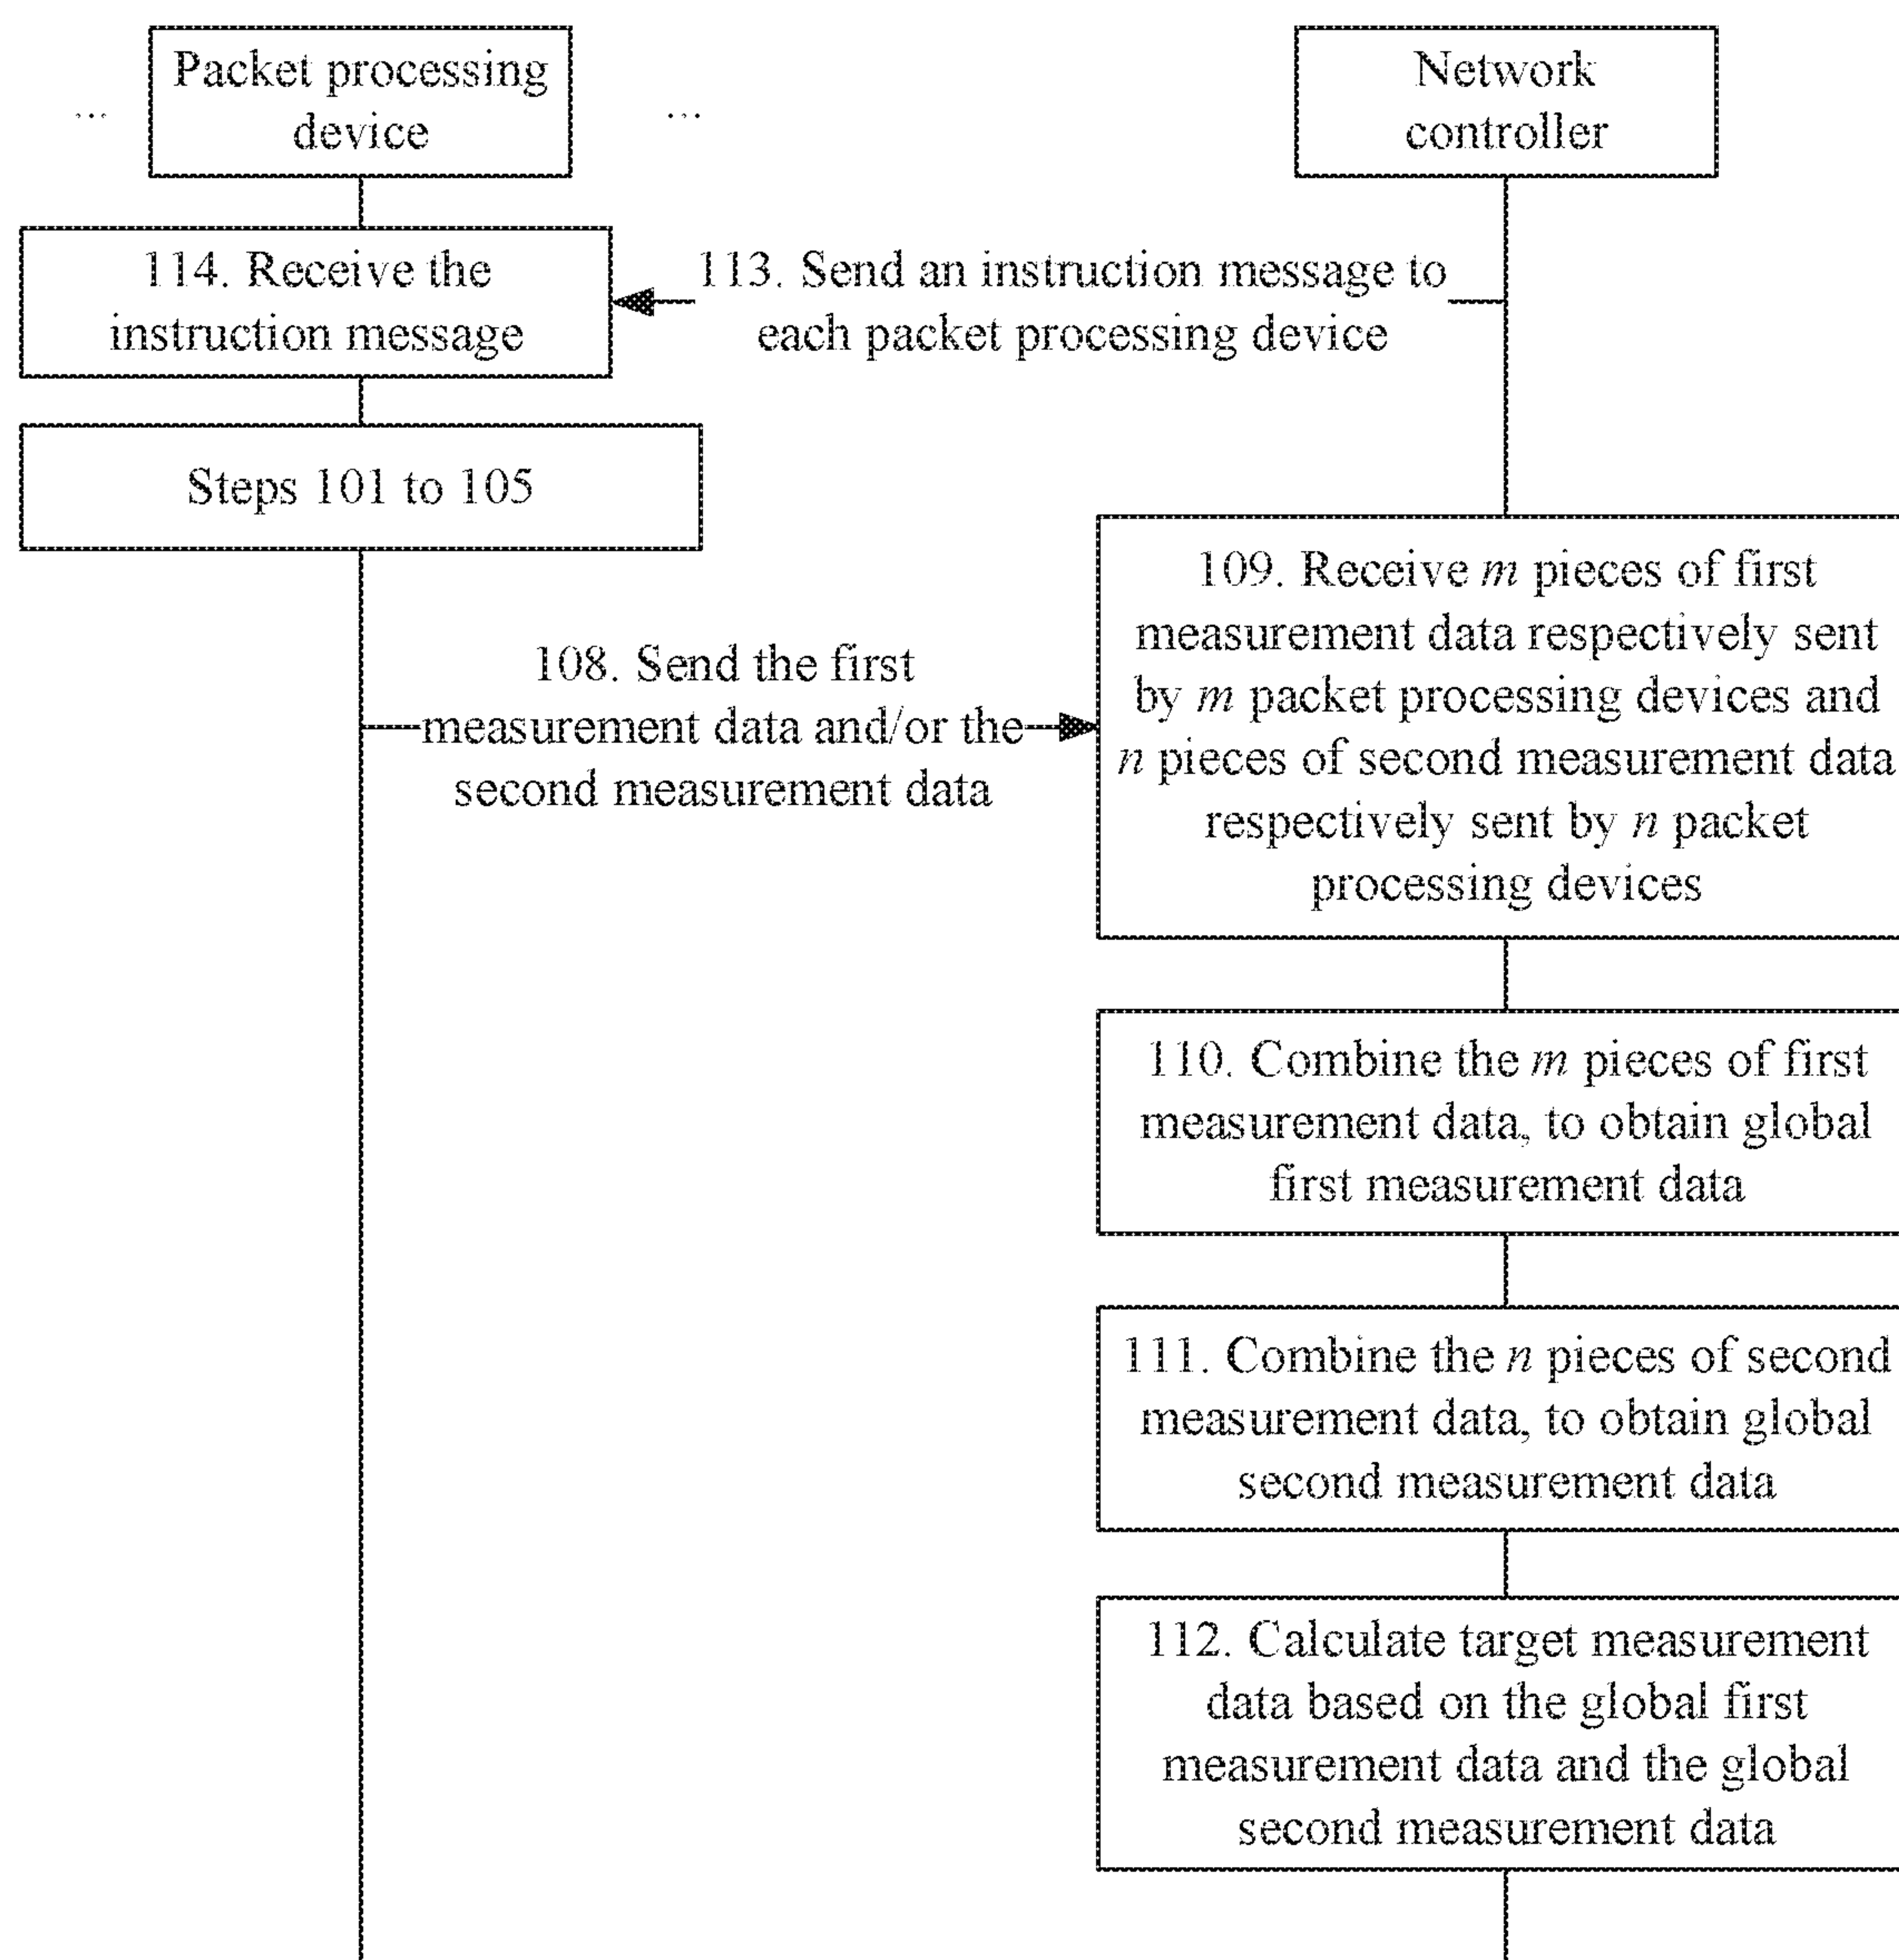 ...
Packet processing
device
...
Network
controller
114. Receive the
instruction message
113. Send an instruction message to
each packet processing device
Steps 101 to 105
109. Receive m pieces of first
measurement data respectively sent
by m packet processing devices and
n pieces of second measurement data
respectively sent by n packet
processing devices
108. Send the first
measurement data and/or the
second measurement data
110. Combine the m pieces of first
measurement data, to obtain global
first measurement data
111. Combine the n pieces of second
measurement data, to obtain global
second measurement data
112. Calculate target measurement
data based on the global first
measurement data and the global
second measurement data